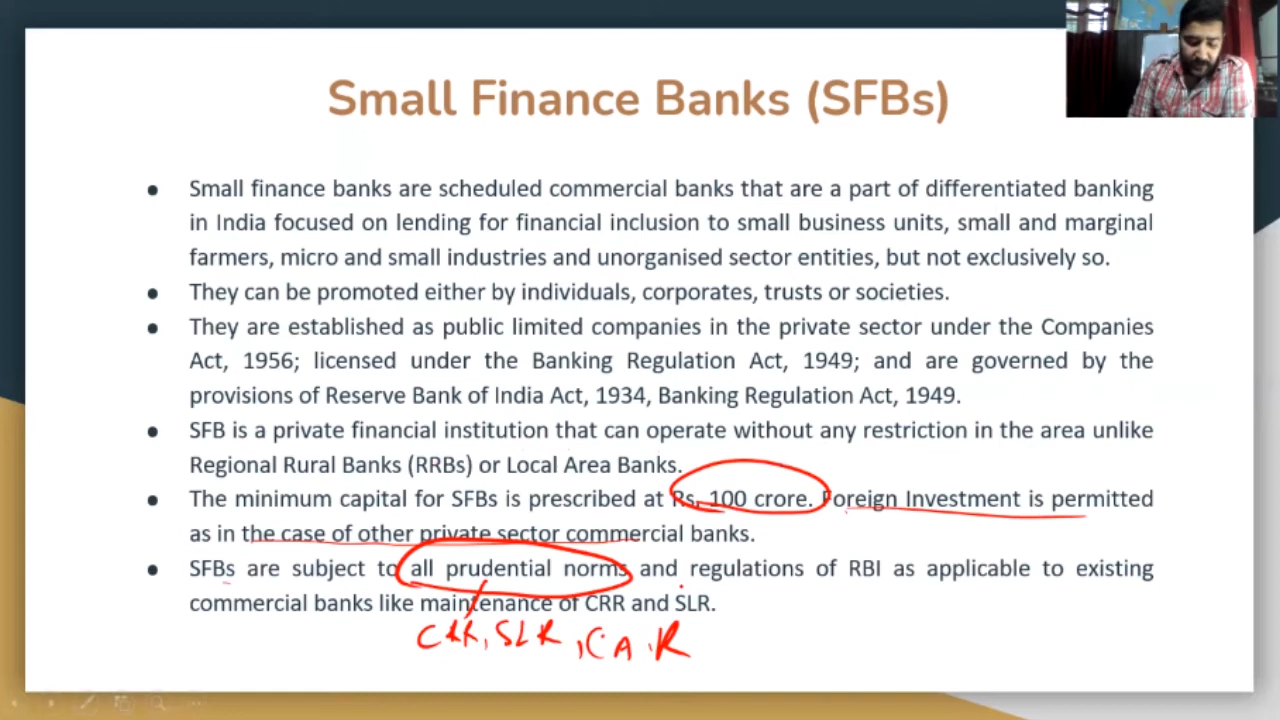 Small Finance Banks (SFBs)
● Small finance banks are scheduled commercial banks that are a part of differentiated banking
in India focused on lending for financial inclusion to small business units, small and marginal
farmers, micro and small industries and unorganised sector entities, but not exclusively so.
● They can be promoted either by individuals, corporates, trusts or societies.
● They are established as public limited companies in the private sector under the Companies
Act, 1956; licensed under the Banking Regulation Act, 1949; and are governed by the
provisions of Reserve Bank of India Act, 1934, Banking Regulation Act, 1949.
● SFB is a private financial institution that can operate without any restriction in the area unlike
Regional Rural Banks (RRBs) or Local Area Banks.
● The minimum capital for SFBs is prescribed at Rs. 100 crore. Foreign Investment is permitted
as in the case of other private sector commercial banks.
● SFBs are subject to all prudential norms and regulations of RBI as applicable to existing
commercial banks like maintenance of CRR and SLR.
CRR, SLR, CAR